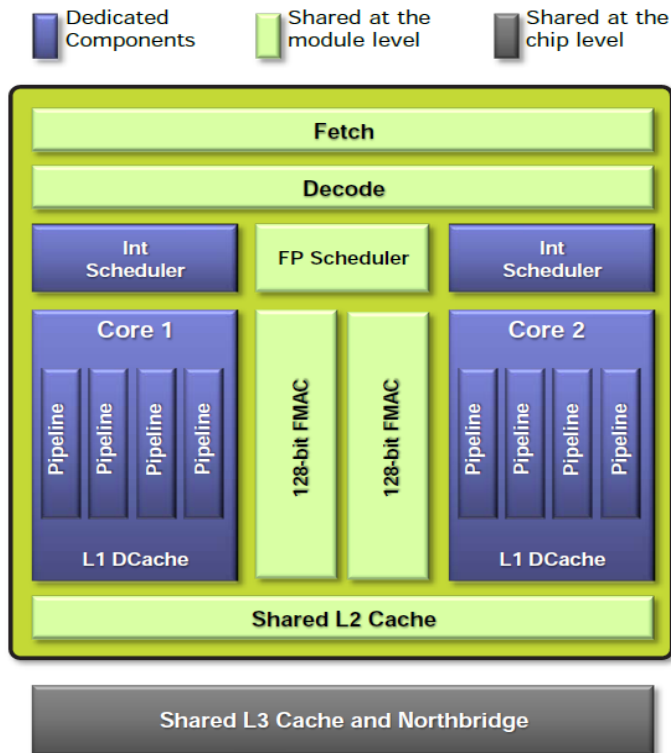 Dedicated
Components
Shared at the
module level
Shared at the
chip level
Fetch
Decode
Int
Scheduler
FP Scheduler
Int
Scheduler
Core 1
Pipeline
Pipeline
Pipeline
Pipeline
L1 DCache
128-bit FMAC
128-bit FMAC
Core 2
Pipeline
Pipeline
Pipeline
Pipeline
L1 DCache
Shared L2 Cache
Shared L3 Cache and Northbridge